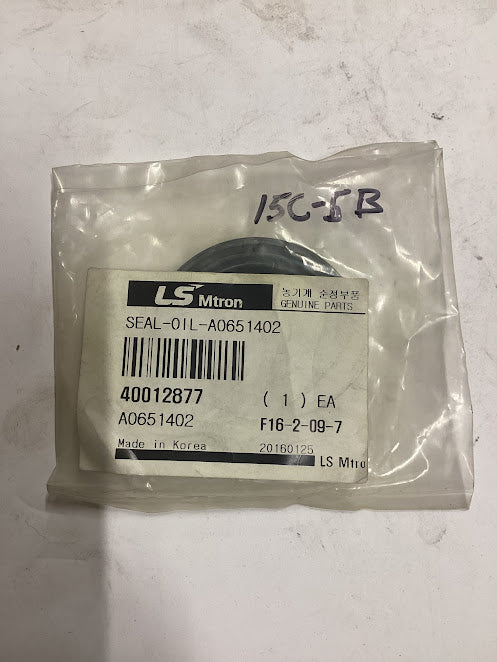 15C-5B
LS Mtron
농기계 순정부품
GENUINE PARTS
SEAL-OIL-A0651402
40012877
( 1 ) EA
A0651402
F16-2-09-7
Made in Korea
20160125
LS Mtro